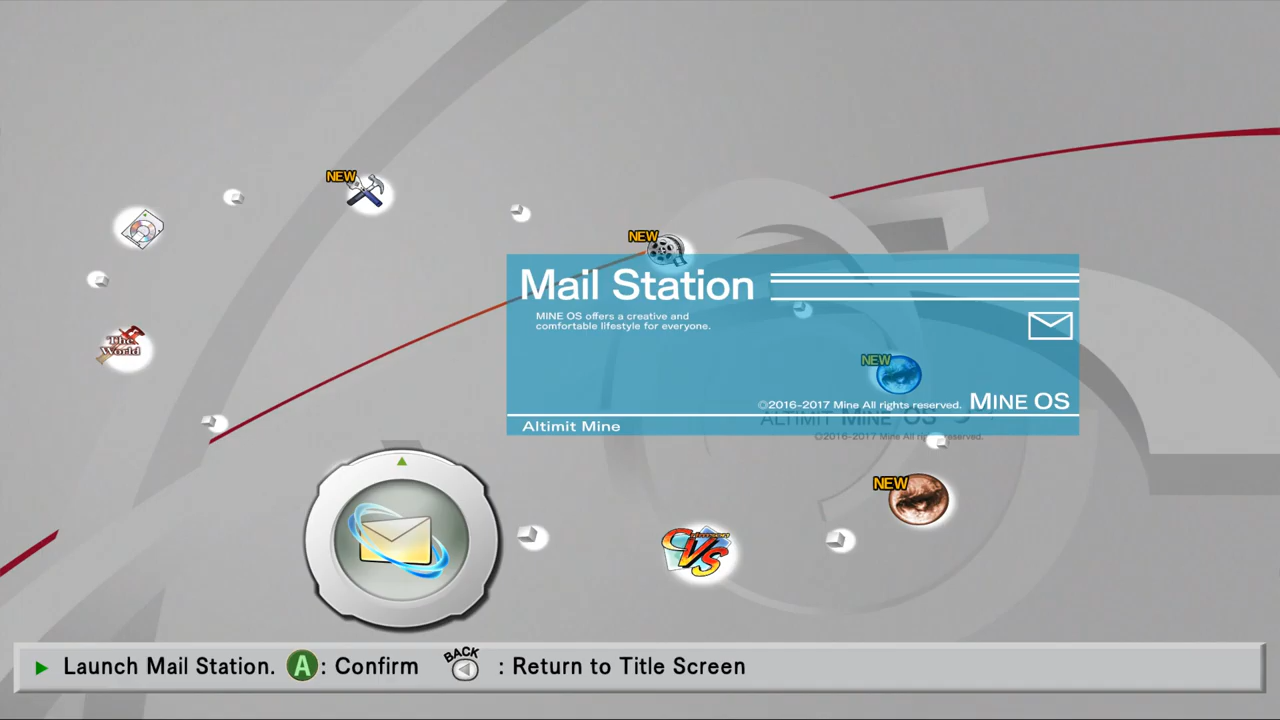 NEW
NEW
Mail Station
MINE OS offers a creative and
comfortable lifestyle for everyone.
The
World
NEW
©2016-2017 Mine All rights reserved. MINE OS
ALTIMIT MINE OS
Altimit Mine
©2016-2017 Mine All rights reserved.
NEW
CVS
Launch Mail Station. A : Confirm BACK : Return to Title Screen